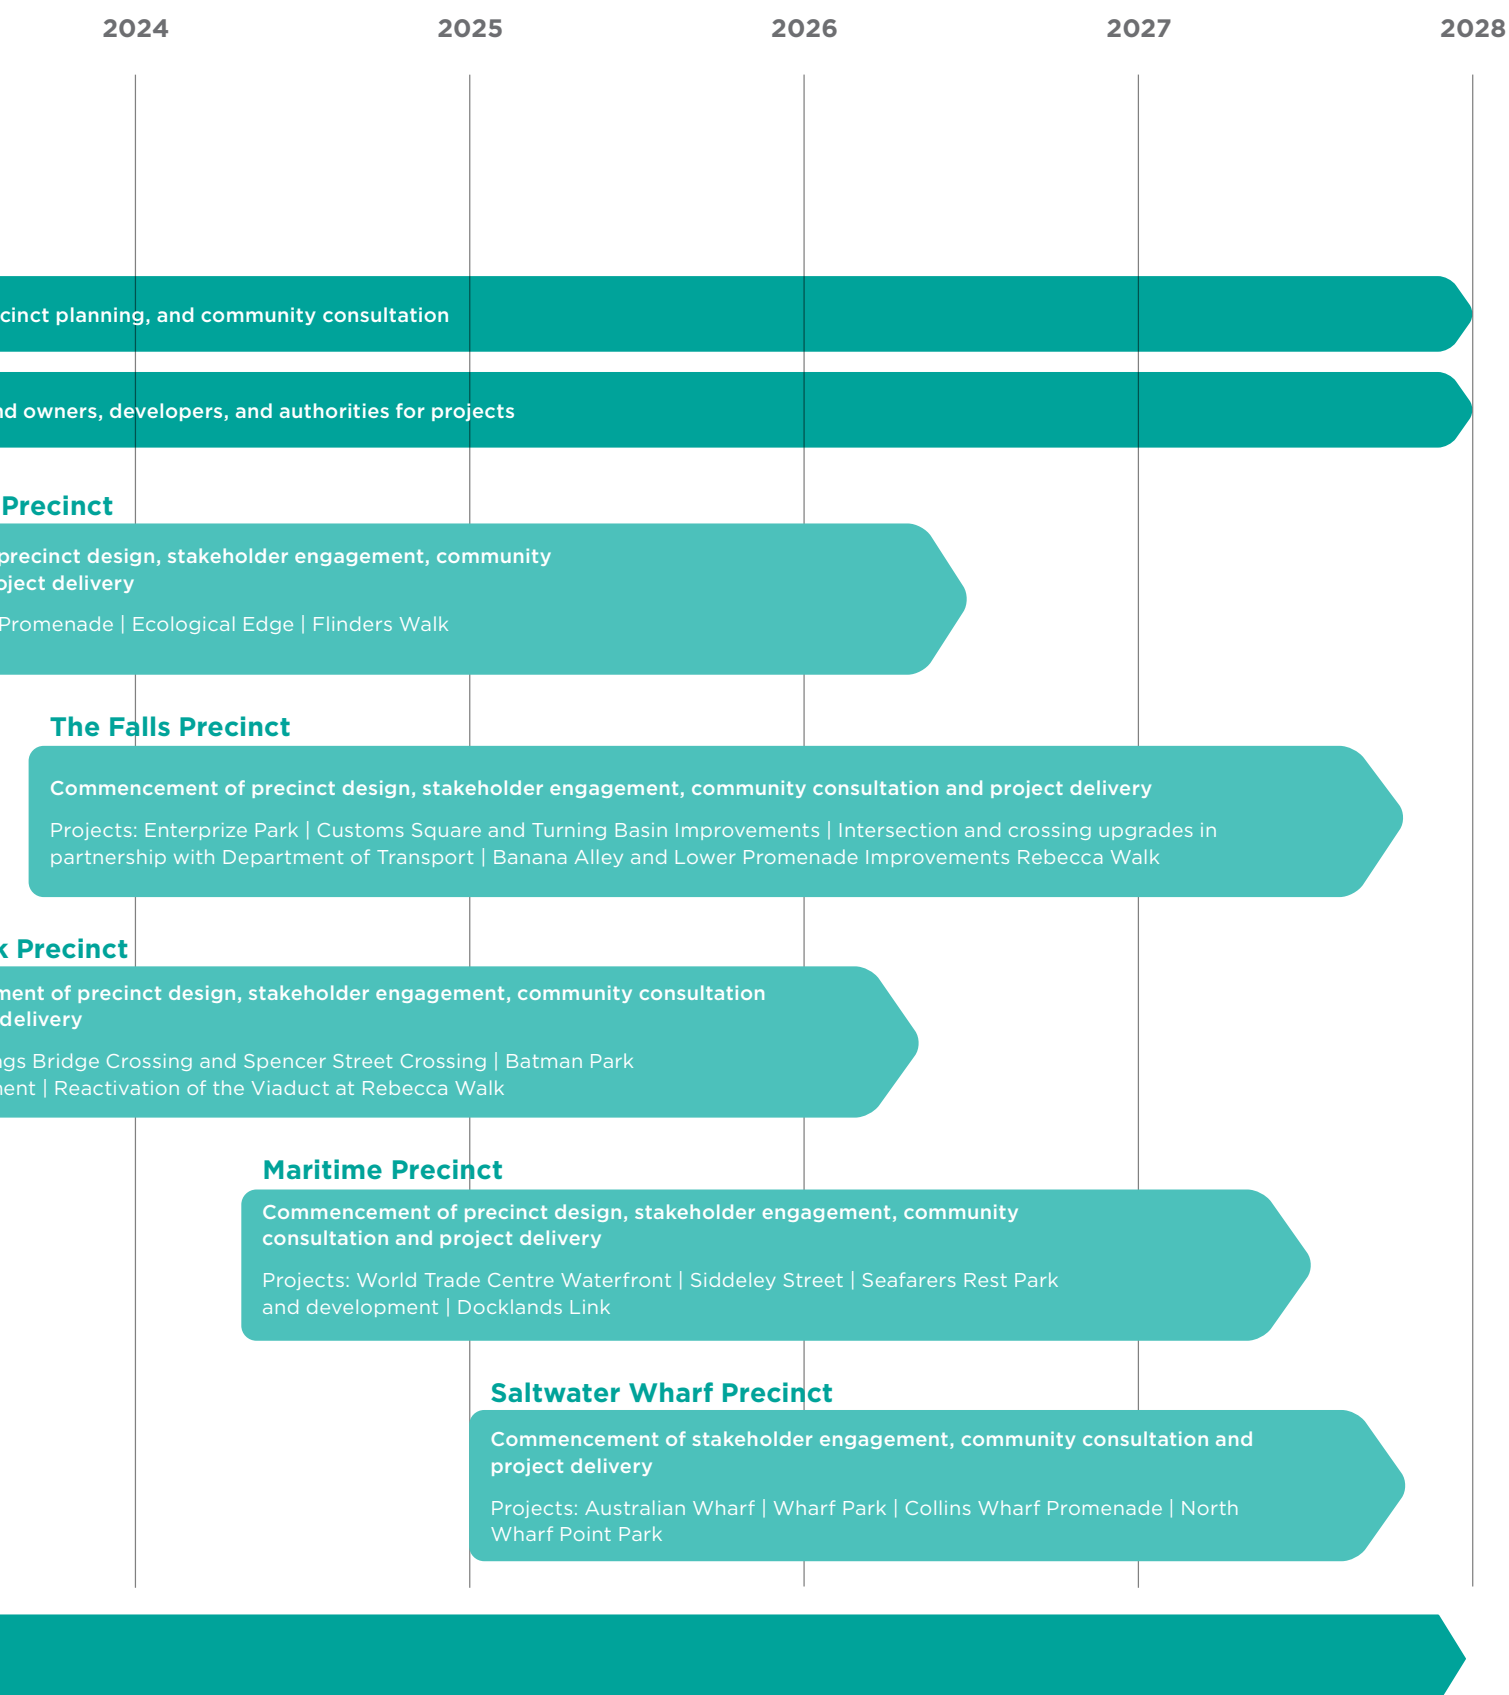 2024 2025 2026 2027 2028
cinct planning, and community consultation
nd owners, developers, and authorities for projects
Precinct
precinct design, stakeholder engagement, community
oject delivery
Promenade | Ecological Edge | Flinders Walk
The Falls Precinct
Commencement of precinct design, stakeholder engagement, community consultation and project delivery
Projects: Enterprize Park | Customs Square and Turning Basin Improvements | Intersection and crossing upgrades in
partnership with Department of Transport | Banana Alley and Lower Promenade Improvements Rebecca Walk
k Precinct
ment of precinct design, stakeholder engagement, community consultation
delivery
ngs Bridge Crossing and Spencer Street Crossing | Batman Park
ment | Reactivation of the Viaduct at Rebecca Walk
Maritime Precinct
Commencement of precinct design, stakeholder engagement, community
consultation and project delivery
Projects: World Trade Centre Waterfront | Siddeley Street | Seafarers Rest Park
and development | Docklands Link
Saltwater Wharf Precinct
Commencement of stakeholder engagement, community consultation and
project delivery
Projects: Australian Wharf | Wharf Park | Collins Wharf Promenade | North
Wharf Point Park